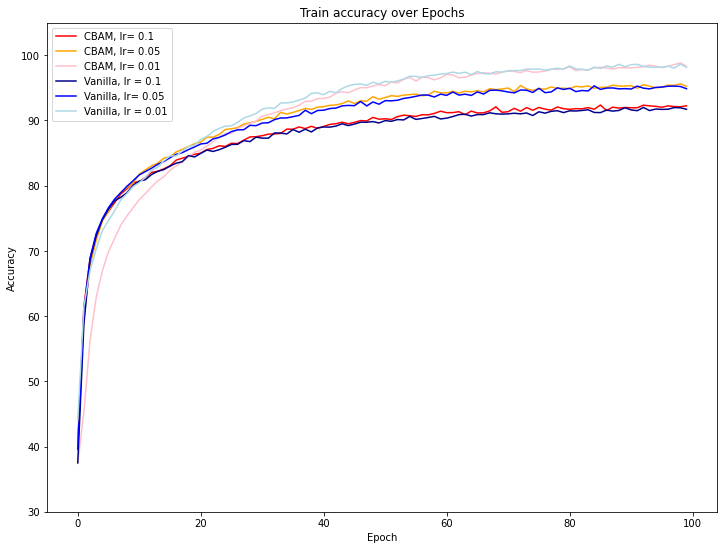 Train accuracy over Epochs
CBAM, lr= 0.1
CBAM, lr= 0.05
CBAM, lr= 0.01
Vanilla, lr = 0.1
Vanilla, lr= 0.05
Vanilla, lr = 0.01
100
90
80
70
60
50
40
30
Accuracy
0
20
40
60
80
100
Epoch